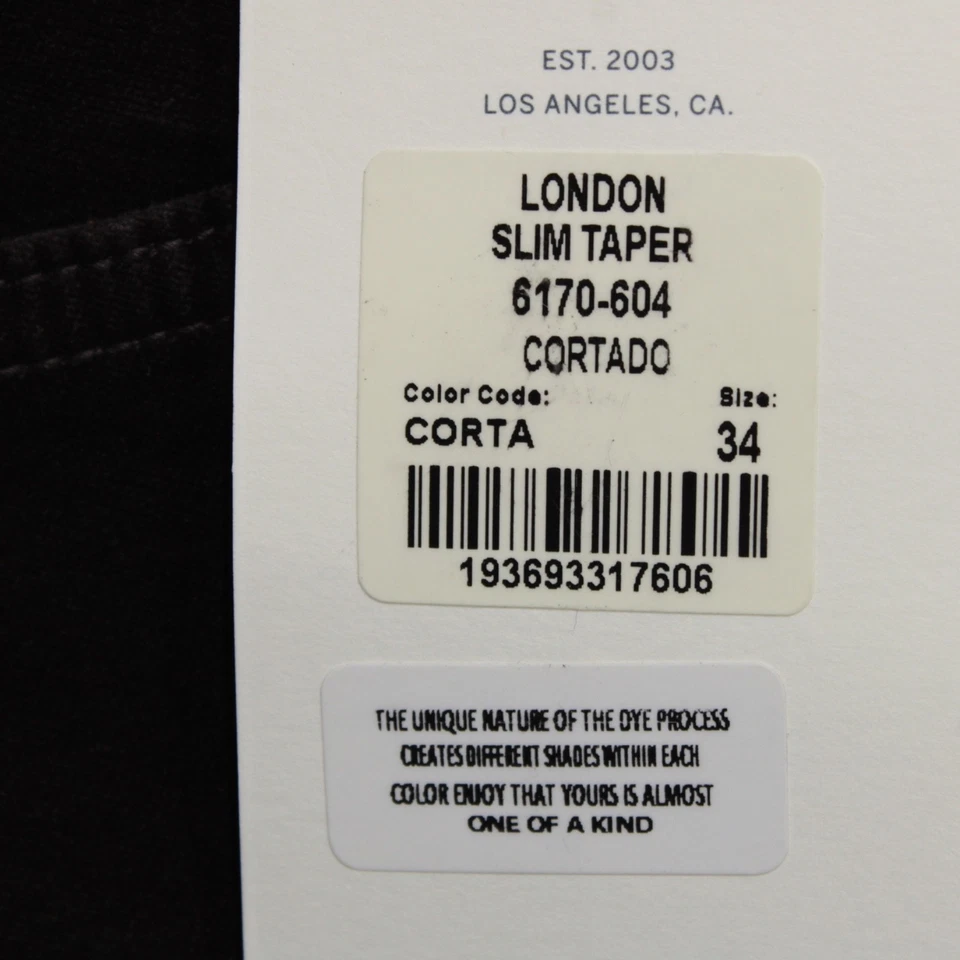 EST. 2003
LOS ANGELES, CA.
LONDON
SLIM TAPER
6170-604
CORTADO
Color Code: Size:
CORTA 34
193693317606
THE UNIQUE NATURE OF THE DYE PROCESS
CREATES DIFFERENT SHADES WITHIN EACH
COLOR ENJOY THAT YOURS IS ALMOST
ONE OF A KIND